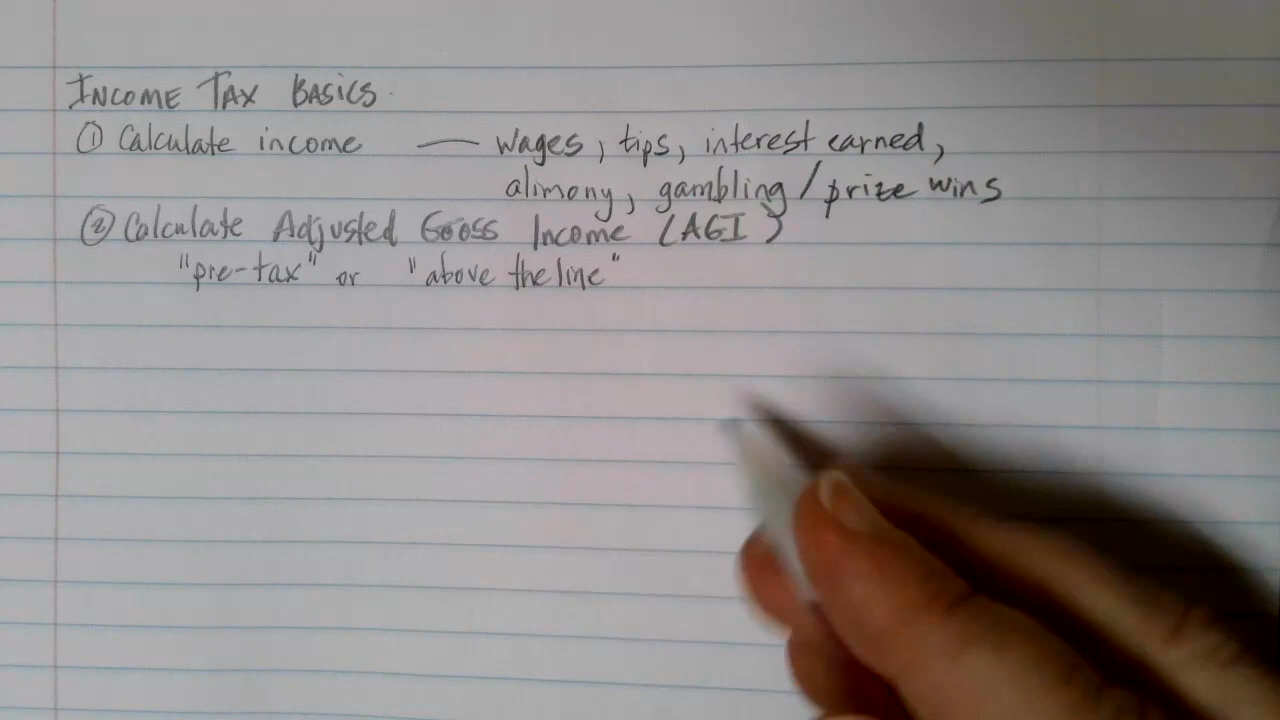 INCOME TAX BASICS
① Calculate income — wages, tips, interest earned,
alimony, gambling / prize wins
② Calculate Adjusted Gross Income (AGI)
"pre-tax" or "above the line"